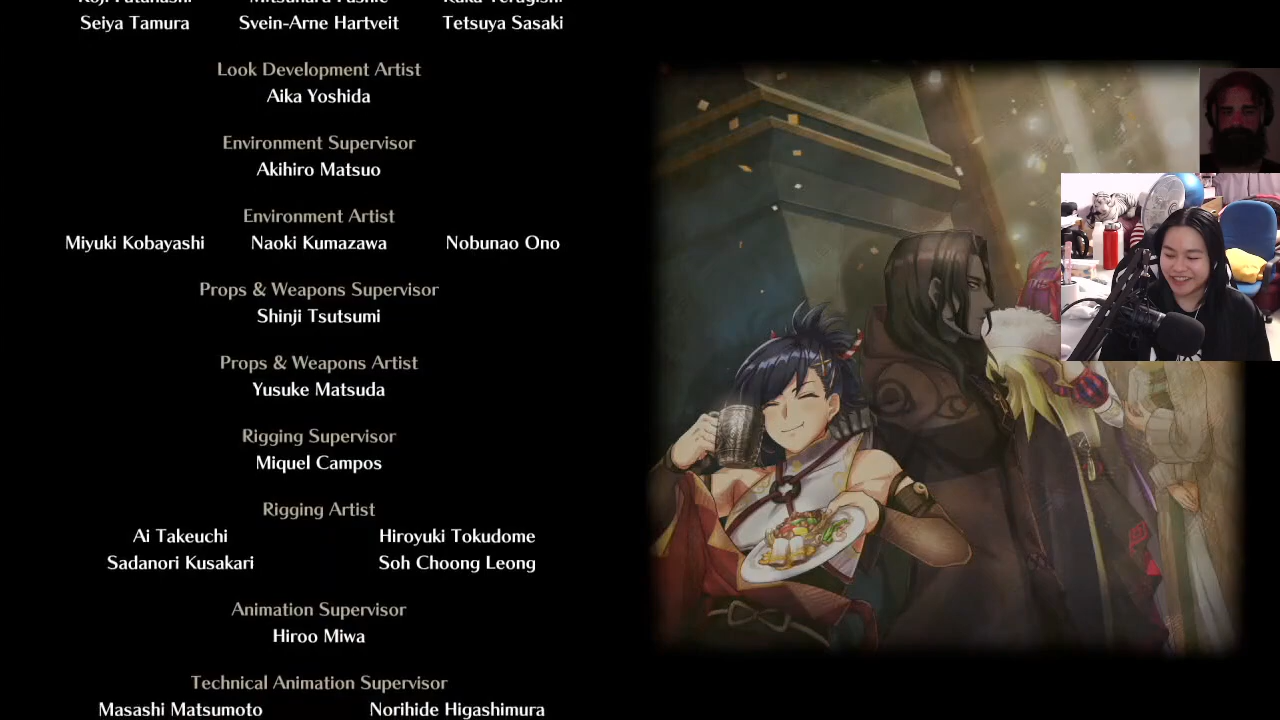 Seiya Tamura Svein-Arne Hartveit Tetsuya Sasaki
Look Development Artist
Aika Yoshida
Environment Supervisor
Akihiro Matsuo
Environment Artist
Miyuki Kobayashi Naoki Kumazawa Nobunao Ono
Props & Weapons Supervisor
Shinji Tsutsumi
Props & Weapons Artist
Yusuke Matsuda
Rigging Supervisor
Miquel Campos
Rigging Artist
Ai Takeuchi Hiroyuki Tokudome
Sadanori Kusakari Soh Choong Leong
Animation Supervisor
Hiroo Miwa
Technical Animation Supervisor
Masashi Matsumoto Norihide Higashimura